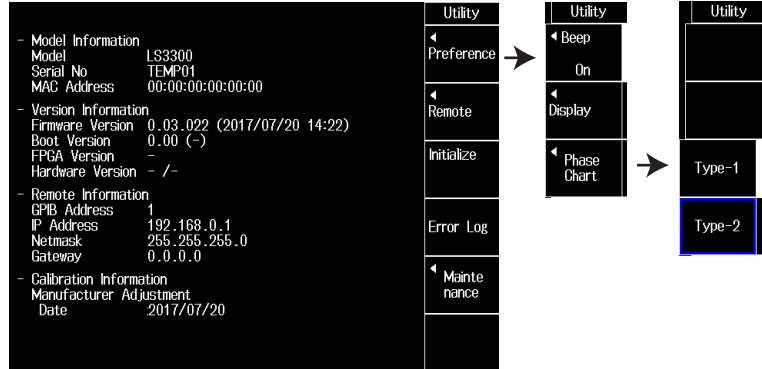 - Model Information
Model LS3300
Serial No TEMP01
MAC Address 00:00:00:00:00:00
- Version Information
Firmware Version 0.03.022 (2017/07/20 14:22)
Boot Version 0.00 (-)
FPGA Version -
Hardware Version - /-
- Remote Information
GPIB Address 1
IP Address 192.168.0.1
Netmask 255.255.255.0
Gateway 0.0.0.0
- Calibration Information
Manufacturer Adjustment
Date :2017/07/20
Utility
Preference
Remote
Initialize
Error Log
Mainte
nance
Utility
Beep
On
Display
Phase
Chart
Utility
Type-1
Type-2